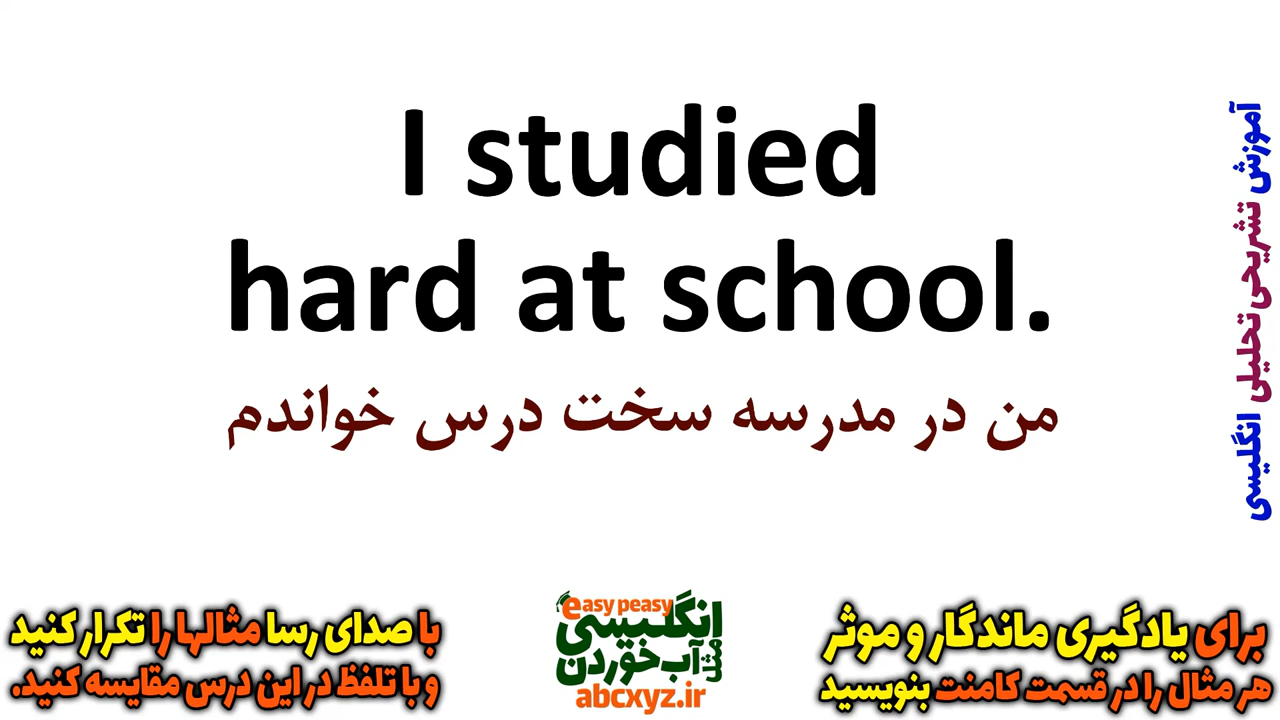 I studied
hard at school.
من در مدرسه سخت درس خواندم
آموزش تشریحی تحلیلی انگلیسی
با صدای رسا مثالها را تکرار کنید
و با تلفظ در این درس مقایسه کنید.
easy peasy
انگلیسی
مثل آب خوردن
abcxyz.ir
برای یادگیری ماندگار و موثر
هر مثال را در قسمت کامنت بنویسید